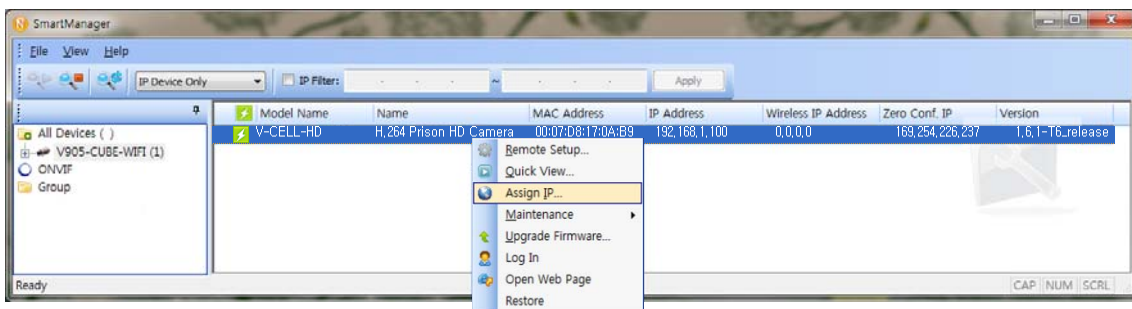 SmartManager
File View Help
IP Device Only IP Filter: . . . ~ . . . Apply
Model Name Name MAC Address IP Address Wireless IP Address Zero Conf. IP Version
All Devices ( )
V-CELL-HD H,264 Prison HD Camera 00:07:D8:17:0A:B9 192,168,1,100 0,0,0,0 169,254,226,237 1,6,1-T6_release
V905-CUBE-WIFI (1)
ONVIF
Group
Remote Setup...
Quick View...
Assign IP...
Maintenance
Upgrade Firmware...
Log In
Open Web Page
Restore
Ready CAP NUM SCRL